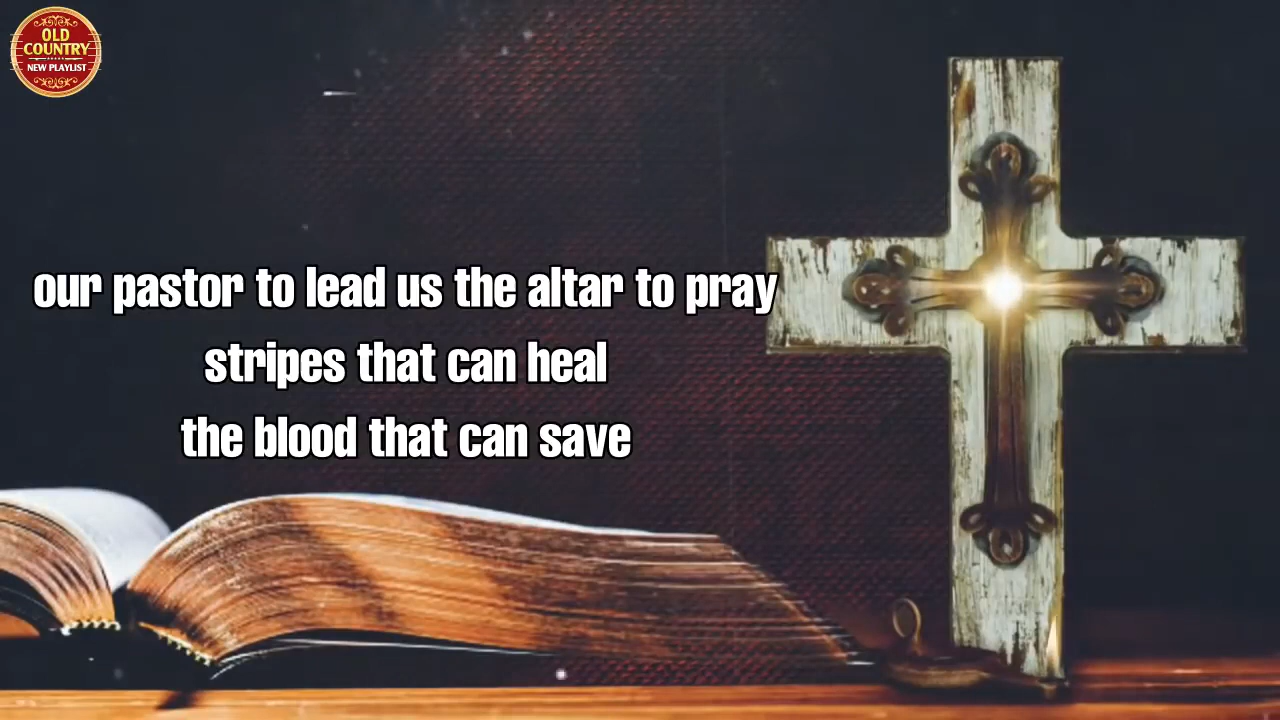 OLD
COUNTRY
NEW PLAYLIST
our pastor to lead us the altar to pray
stripes that can heal
the blood that can save